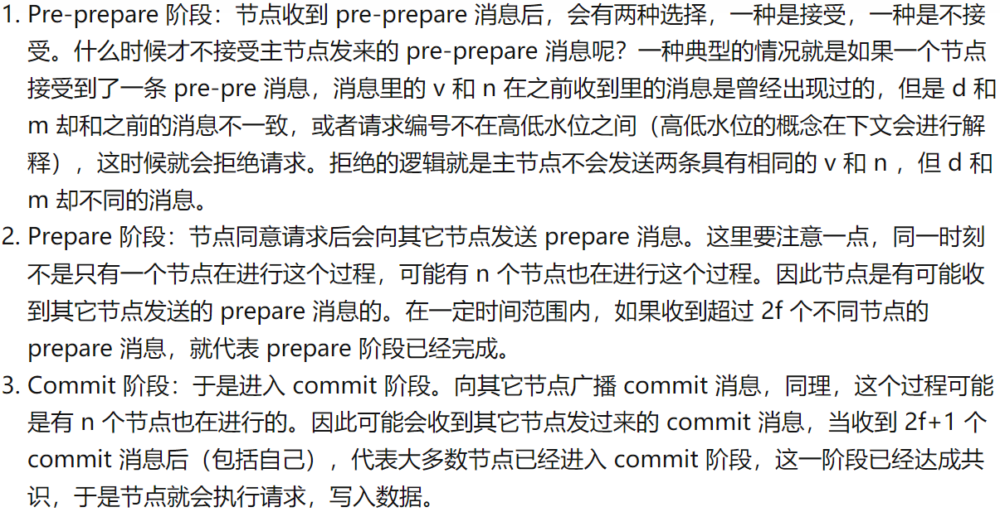 1. Pre-prepare 阶段：节点收到 pre-prepare 消息后，会有两种选择，一种是接受，一种是不接
受。什么时候才不接受主节点发来的 pre-prepare 消息呢？一种典型的情况就是如果一个节点
接受到了一条 pre-pre 消息，消息里的 v 和 n 在之前收到里的消息是曾经出现过的，但是 d 和
m 却和之前的消息不一致，或者请求编号不在高低水位之间（高低水位的概念在下文会进行解
释），这时候就会拒绝请求。拒绝的逻辑就是主节点不会发送两条具有相同的 v 和 n ，但 d 和
m 却不同的消息。
2. Prepare 阶段：节点同意请求后会向其它节点发送 prepare 消息。这里要注意一点，同一时刻
不是只有一个节点在进行这个过程，可能有 n 个节点也在进行这个过程。因此节点是有可能收
到其它节点发送的 prepare 消息的。在一定时间范围内，如果收到超过 2f 个不同节点的
prepare 消息，就代表 prepare 阶段已经完成。
3. Commit 阶段：于是进入 commit 阶段。向其它节点广播 commit 消息，同理，这个过程可能
是有 n 个节点也在进行的。因此可能会收到其它节点发过来的 commit 消息，当收到 2f+1 个
commit 消息后（包括自己），代表大多数节点已经进入 commit 阶段，这一阶段已经达成共
识，于是节点就会执行请求，写入数据。